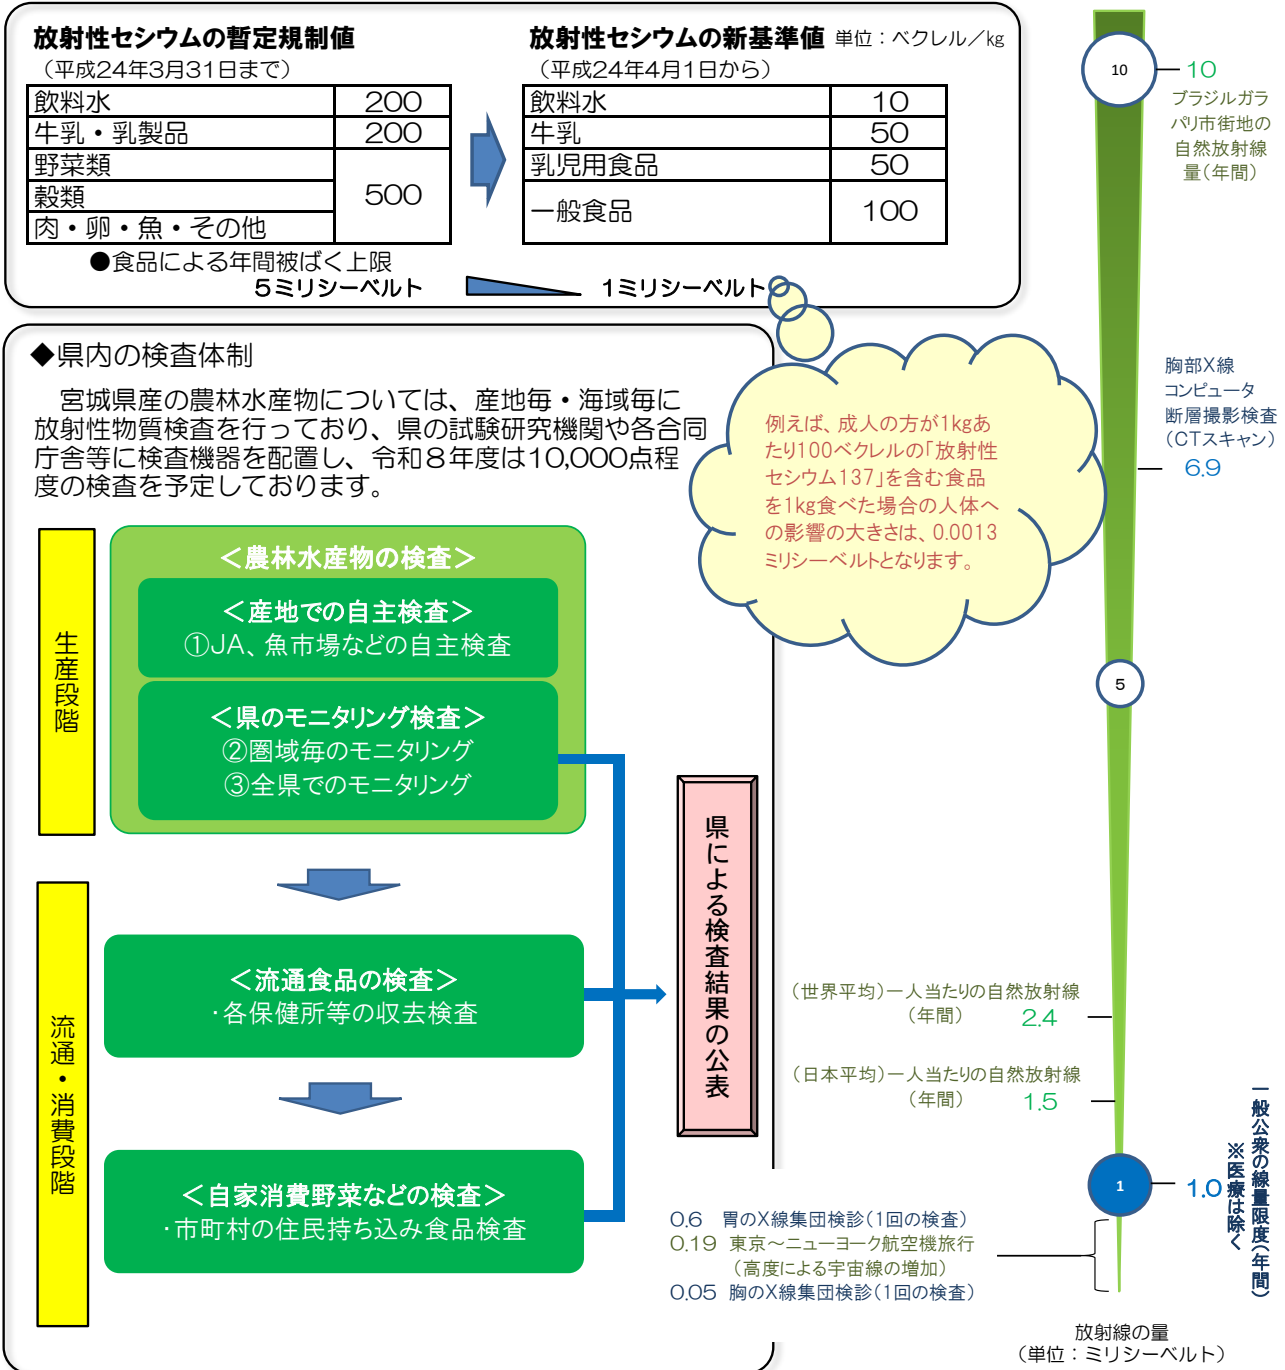 放射性セシウムの暫定規制値
（平成24年3月31日まで）
飲料水 200
牛乳・乳製品 200
野菜類
穀類 500
肉・卵・魚・その他
放射性セシウムの新基準値 単位：ベクレル／㎏
（平成24年4月1日から）
飲料水 10
牛乳 50
乳児用食品 50
一般食品 100
●食品による年間被ばく上限
5ミリシーベルト 1ミリシーベルト
◆県内の検査体制
宮城県産の農林水産物については、産地毎・海域毎に
放射性物質検査を行っており、県の試験研究機関や各合同
庁舎等に検査機器を配置し、令和８年度は10,000点程
度の検査を予定しております。
例えば、成人の方が1kgあ
たり100ベクレルの「放射性
セシウム137」を含む食品
を1kg食べた場合の人体へ
の影響の大きさは、0.0013
ミリシーベルトとなります。
生産段階
＜農林水産物の検査＞
＜産地での自主検査＞
①JA、魚市場などの自主検査
＜県のモニタリング検査＞
②圏域毎のモニタリング
③全県でのモニタリング
流通・消費段階
＜流通食品の検査＞
・各保健所等の収去検査
＜自家消費野菜などの検査＞
・市町村の住民持ち込み食品検査
県による検査結果の公表
10
10
ブラジルガラ
パリ市街地の
自然放射線
量（年間）
胸部X線
コンピュータ
断層撮影検査
（CTスキャン）
6.9
5
（世界平均）一人当たりの自然放射線
（年間） 2.4
（日本平均）一人当たりの自然放射線
（年間） 1.5
1
1.0
一般公衆の線量限度（年間）
※医療は除く
0.6 胃のX線集団検診（1回の検査）
0.19 東京～ニューヨーク航空機旅行
（高度による宇宙線の増加）
0.05 胸のX線集団検診（1回の検査）
放射線の量
（単位：ミリシーベルト）